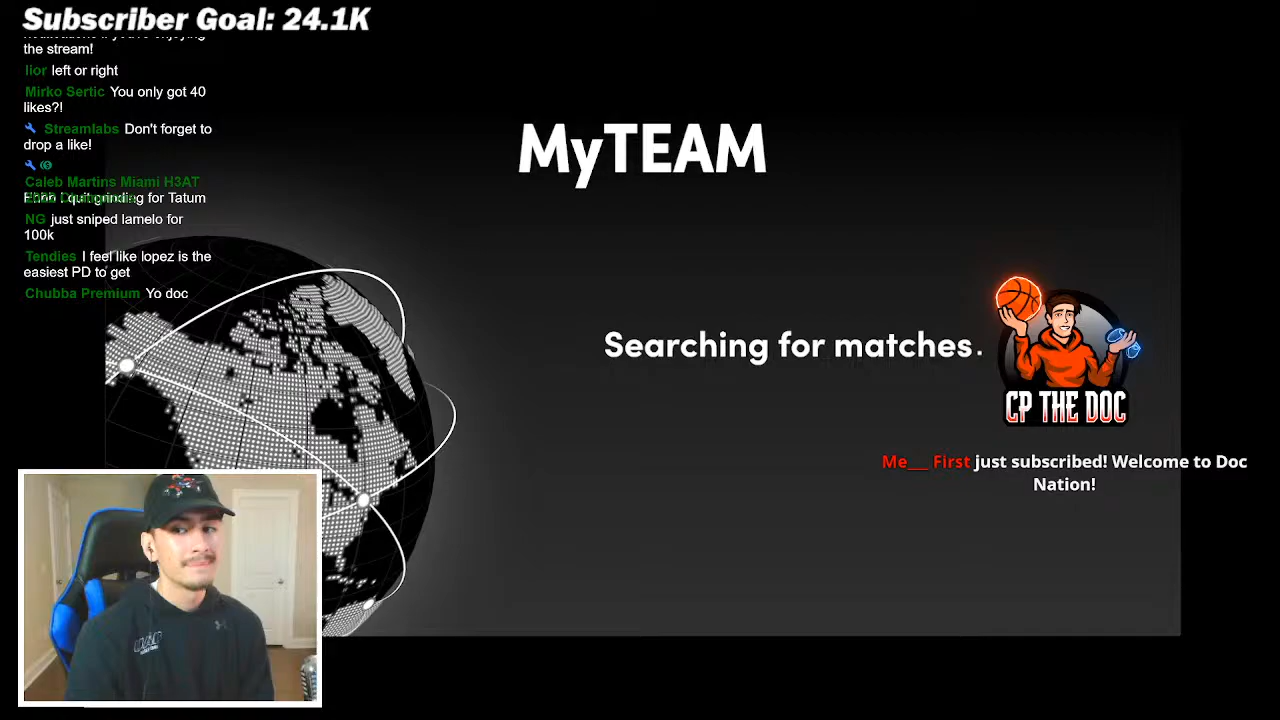 Subscriber Goal: 24.1K
the stream!
lior left or right
Mirko Sertic You only got 40
likes?!
Streamlabs Don't forget to
drop a like!
Caleb Martins Miami H3AT
I quit grinding for Tatum
NG just sniped lamelo for
100k
Tendies I feel like lopez is the
easiest PD to get
Chubba Premium Yo doc
MyTEAM
Searching for matches.
CP THE DOC
Me___ First just subscribed! Welcome to Doc
Nation!